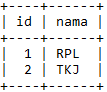 +----+------+
| id | nama |
+----+------+
|  1 | RPL  |
|  2 | TKJ  |
+----+------+